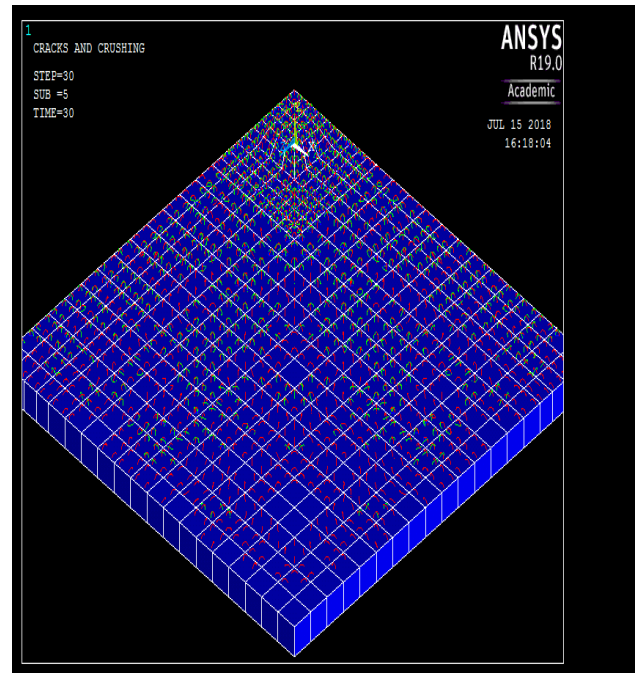 1
CRACKS AND CRUSHING
STEP=30
SUB =5
TIME=30
ANSYS
R19.0
Academic
JUL 15 2018
16:18:04